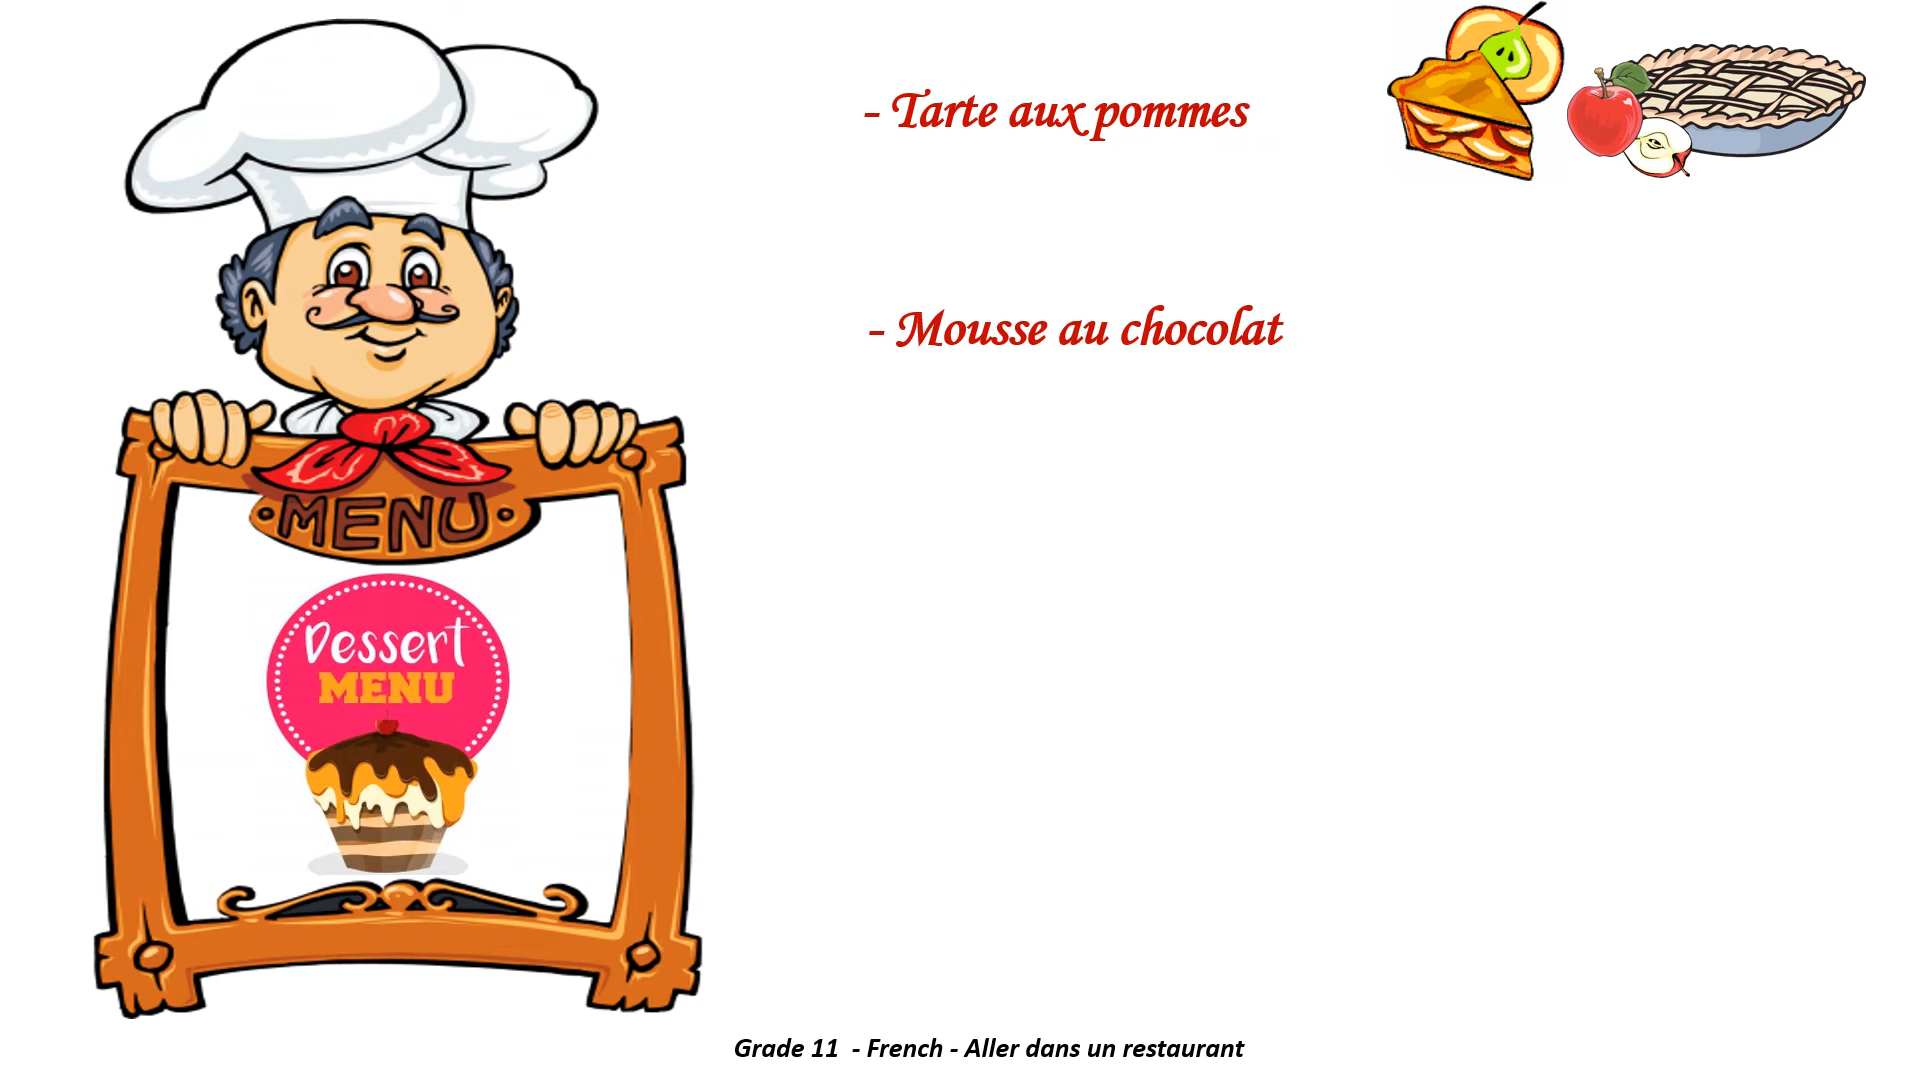 - Tarte aux pommes
- Mousse au chocolat
MENU
Dessert
MENU
Grade 11 - French - Aller dans un restaurant